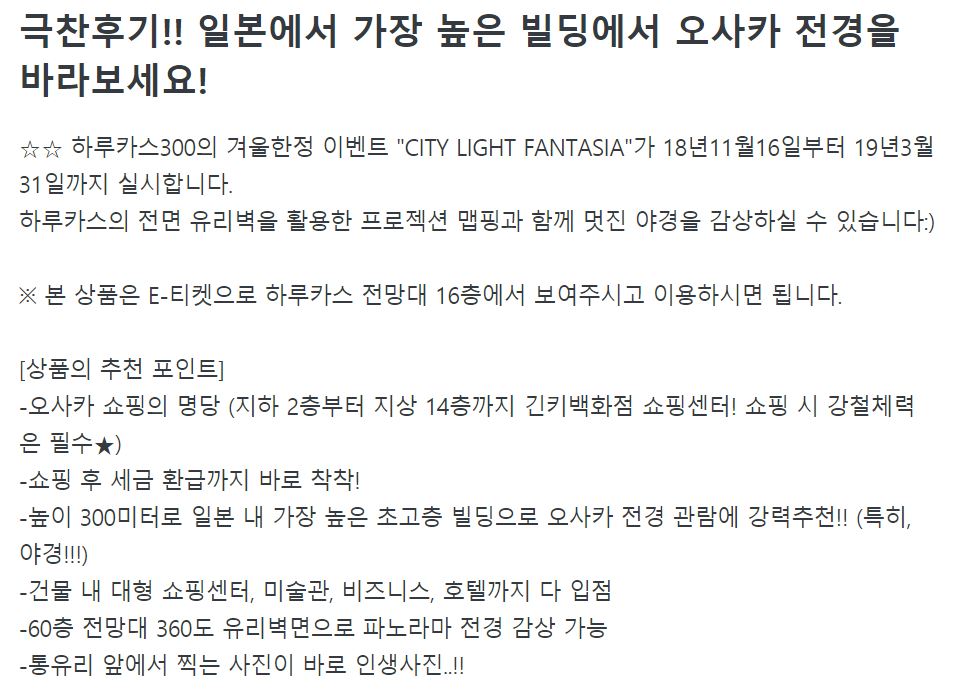 극찬후기!! 일본에서 가장 높은 빌딩에서 오사카 전경을
바라보세요!
☆☆ 하루카스300의 겨울한정 이벤트 "CITY LIGHT FANTASIA"가 18년11월16일부터 19년3월
31일까지 실시합니다.
하루카스의 전면 유리벽을 활용한 프로젝션 맵핑과 함께 멋진 야경을 감상하실 수 있습니다:)
※ 본 상품은 E-티켓으로 하루카스 전망대 16층에서 보여주시고 이용하시면 됩니다.
[상품의 추천 포인트]
-오사카 쇼핑의 명당 (지하 2층부터 지상 14층까지 긴키백화점 쇼핑센터! 쇼핑 시 강철체력
은 필수★)
-쇼핑 후 세금 환급까지 바로 착착!
-높이 300미터로 일본 내 가장 높은 초고층 빌딩으로 오사카 전경 관람에 강력추천!! (특히,
야경!!!)
-건물 내 대형 쇼핑센터, 미술관, 비즈니스, 호텔까지 다 입점
-60층 전망대 360도 유리벽면으로 파노라마 전경 감상 가능
-통유리 앞에서 찍는 사진이 바로 인생사진..!!